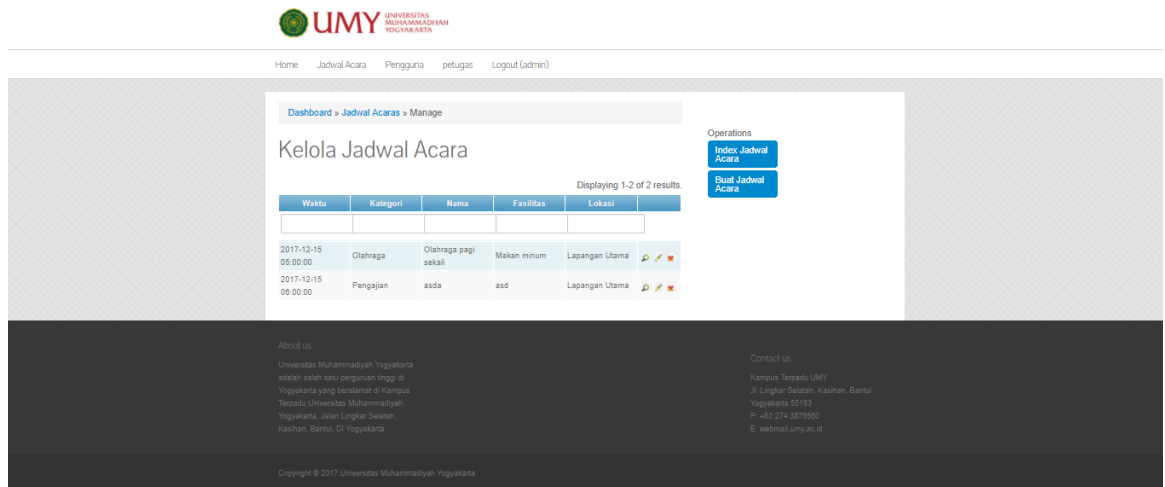 UMY UNIVERSITAS
MUHAMMADIYAH
YOGYAKARTA
Home Jadwal Acara Pengguna petugas Logout (admin)
Dashboard » Jadwal Acaras » Manage
Kelola Jadwal Acara
Displaying 1-2 of 2 results.
Waktu Kategori Nama Fasilitas Lokasi
2017-12-15
05:00:00
Olahraga
Olahraga pagi
sekali
Makan minum
Lapangan Utama
2017-12-15
06:00:00
Pengajian
asda
asd
Lapangan Utama
Operations
Index Jadwal
Acara
Buat Jadwal
Acara
About us
Universitas Muhammadiyah Yogyakarta
adalah salah satu perguruan tinggi di
Yogyakarta yang beralamat di Kampus
Terpadu Universitas Muhammadiyah
Yogyakarta, Jalan Lingkar Selatan,
Kasihan, Bantul, DI Yogyakarta
Contact us
Kampus Terpadu UMY
Jl. Lingkar Selatan, Kasihan, Bantul
Yogyakarta 55183
P: +62 274
E: webmail.umy.ac.id
Copyright © 2017.Universitas Muhammadiyah Yogyakarta